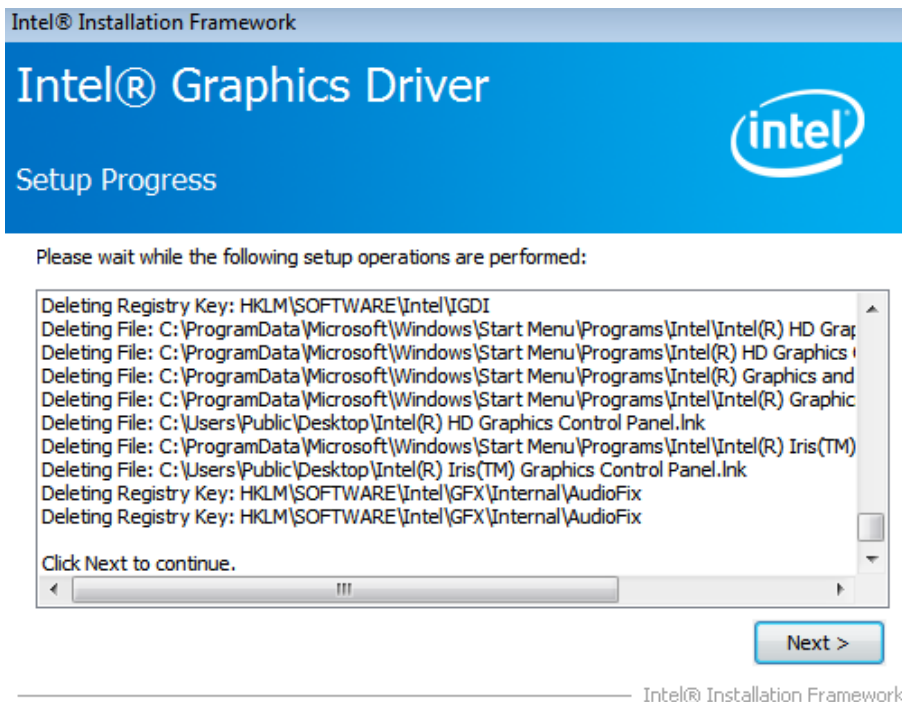 Intel® Installation Framework
Intel® Graphics Driver
intel
Setup Progress
Please wait while the following setup operations are performed:
Deleting Registry Key: HKLM\SOFTWARE\Intel\IGDI
Deleting File: C:\ProgramData\Microsoft\Windows\Start Menu\Programs\Intel\Intel(R) HD Grap
Deleting File: C:\ProgramData\Microsoft\Windows\Start Menu\Programs\Intel(R) HD Graphics (
Deleting File: C:\ProgramData\Microsoft\Windows\Start Menu\Programs\Intel(R) Graphics and
Deleting File: C:\ProgramData\Microsoft\Windows\Start Menu\Programs\Intel\Intel(R) Graphic
Deleting File: C:\Users\Public\Desktop\Intel(R) HD Graphics Control Panel.lnk
Deleting File: C:\ProgramData\Microsoft\Windows\Start Menu\Programs\Intel\Intel(R) Iris(TM)
Deleting File: C:\Users\Public\Desktop\Intel(R) Iris(TM) Graphics Control Panel.lnk
Deleting Registry Key: HKLM\SOFTWARE\Intel\GFX\Internal\AudioFix
Deleting Registry Key: HKLM\SOFTWARE\Intel\GFX\Internal\AudioFix
Click Next to continue.
Next >
Intel® Installation Framework